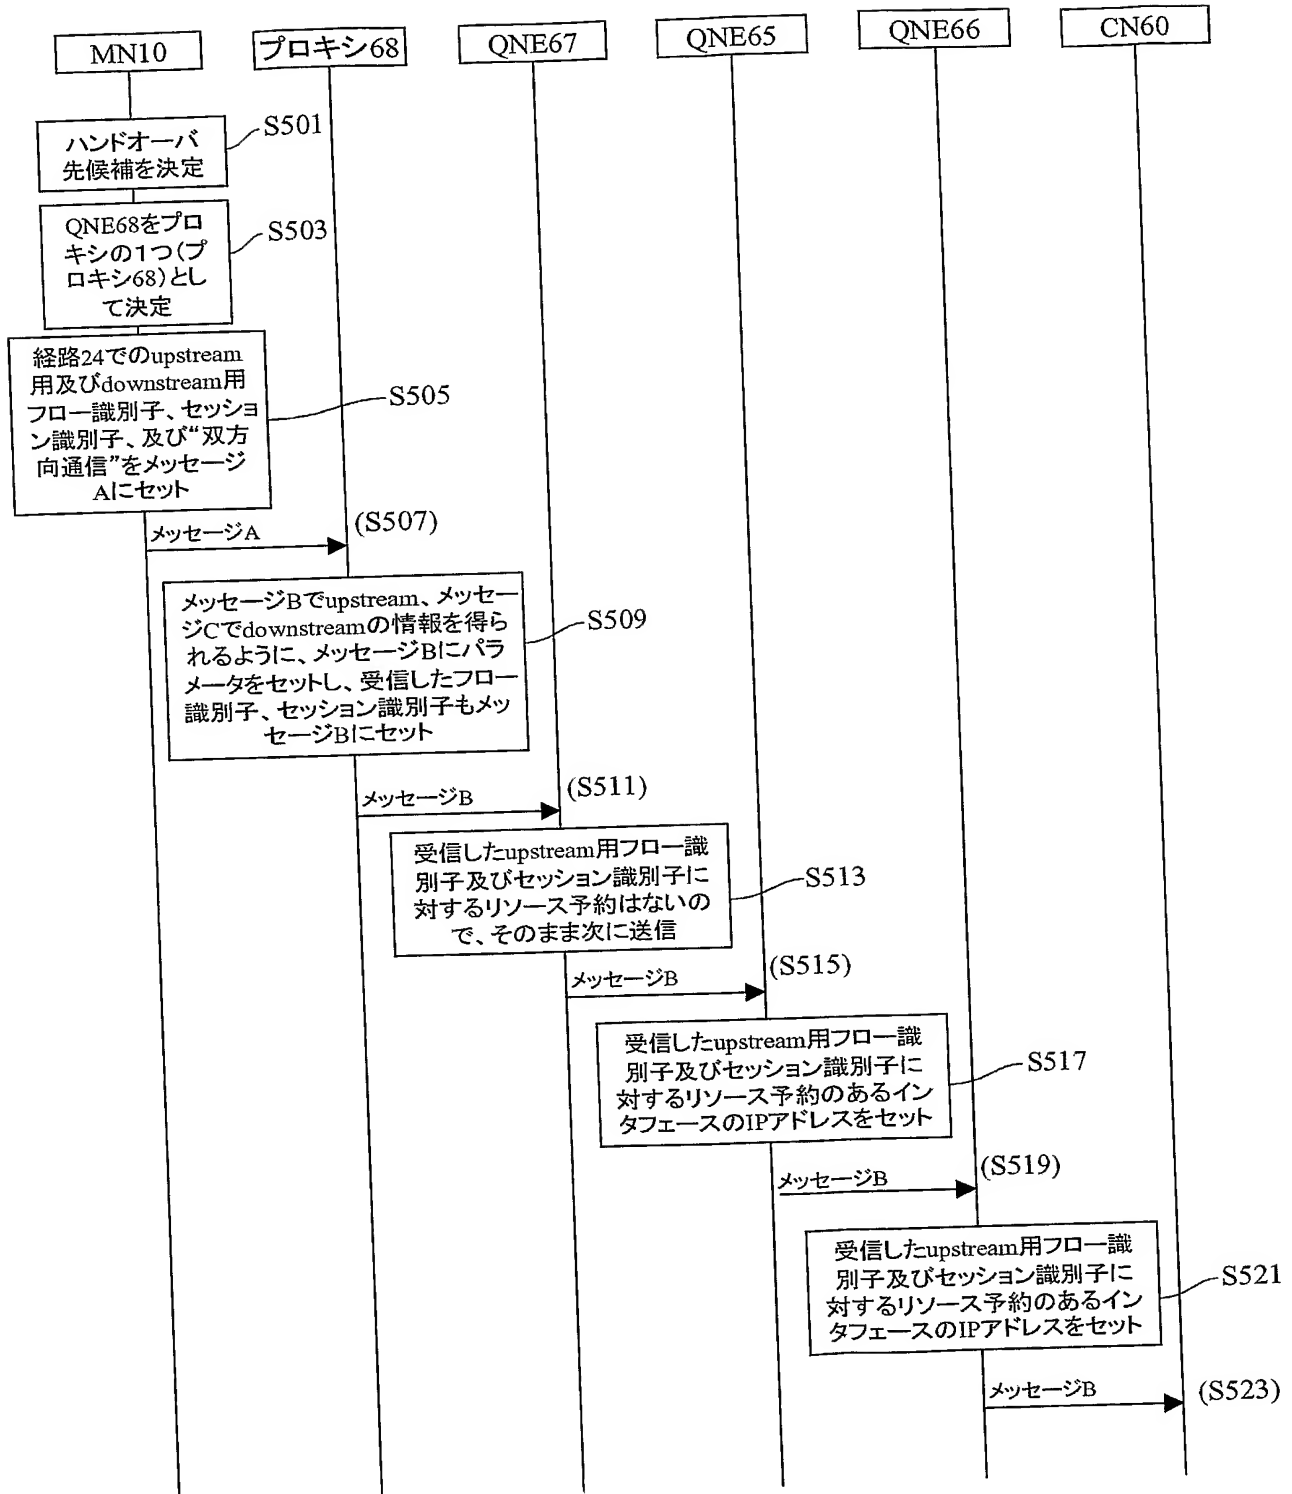 MN10
プロキシ68
QNE67
QNE65
QNE66
CN60
ハンドオーバ
先候補を決定
S501
QNE68をプロ
キシの1つ(プ
ロキシ68)とし
て決定
S503
経路24でのupstream
用及びdownstream用
フロー識別子、セッショ
ン識別子、及び“双方
向通信”をメッセージ
Aにセット
S505
メッセージA
(S507)
メッセージBでupstream、メッセー
ジCでdownstreamの情報を得ら
れるように、メッセージBにパラ
メータをセットし、受信したフロー
識別子、セッション識別子もメッ
セージBにセット
S509
メッセージB
(S511)
受信したupstream用フロー識
別子及びセッション識別子に
対するリソース予約はないの
で、そのまま次に送信
S513
メッセージB
(S515)
受信したupstream用フロー識
別子及びセッション識別子に
対するリソース予約のあるイン
タフェースのIPアドレスをセット
S517
メッセージB
(S519)
受信したupstream用フロー識
別子及びセッション識別子に
対するリソース予約のあるイン
タフェースのIPアドレスをセット
S521
メッセージB
(S523)